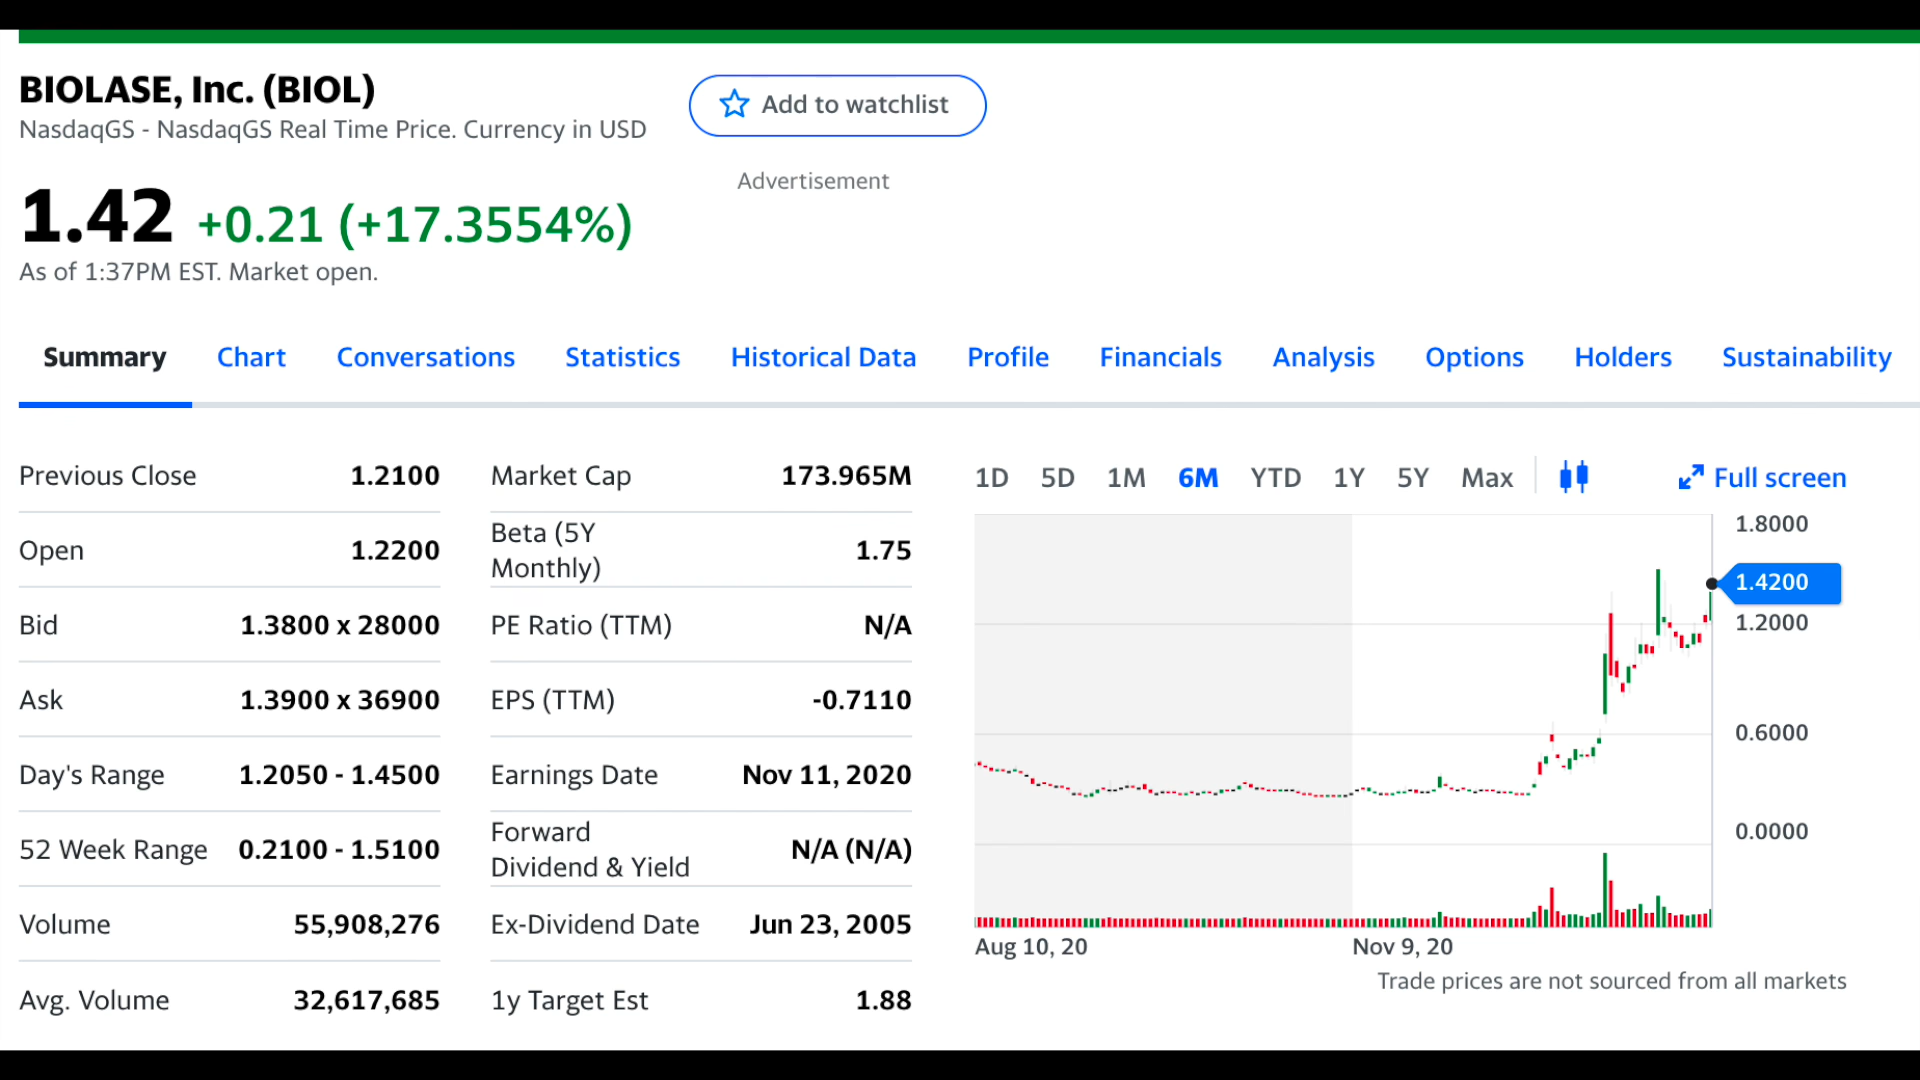 BIOLASE, Inc. (BIOL)
NasdaqGS - NasdaqGS Real Time Price. Currency in USD
Add to watchlist
Advertisement
1.42 +0.21 (+17.3554%)
As of 1:37PM EST. Market open.
Summary Chart Conversations Statistics Historical Data Profile Financials Analysis Options Holders Sustainability
Previous Close 1.2100
Open 1.2200
Bid 1.3800 x 28000
Ask 1.3900 x 36900
Day's Range 1.2050 - 1.4500
52 Week Range 0.2100 - 1.5100
Volume 55,908,276
Avg. Volume 32,617,685
Market Cap 173.965M
Beta (5Y
Monthly) 1.75
PE Ratio (TTM) N/A
EPS (TTM) -0.7110
Earnings Date Nov 11, 2020
Forward
Dividend & Yield N/A (N/A)
Ex-Dividend Date Jun 23, 2005
1y Target Est 1.88
1D 5D 1M 6M YTD 1Y 5Y Max Full screen
1.8000
1.4200
1.2000
0.6000
0.0000
Aug 10, 20 Nov 9, 20
Trade prices are not sourced from all markets